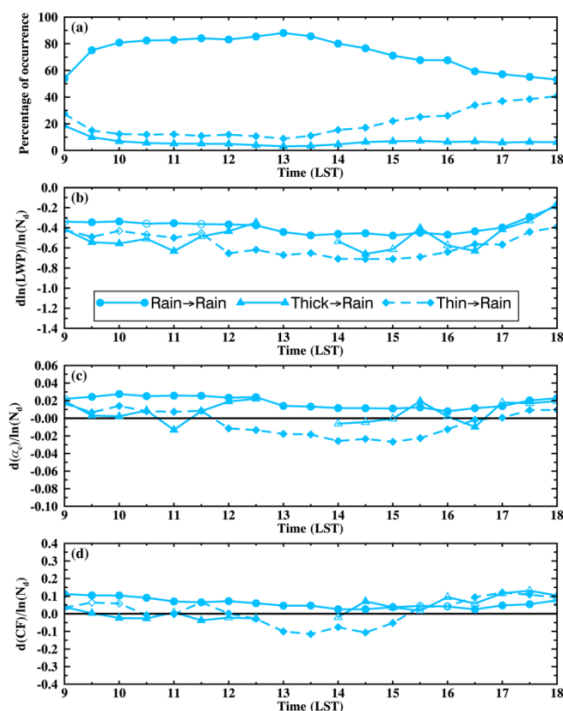 (a)
Percentage of occurrence
100
80
60
40
20
0
9 10 11 12 13 14 15 16 17 18
Time (LST)
(b)
dln(LWP)/ln(N_d)
0.0
-0.2
-0.4
-0.6
-0.8
-1.0
-1.2
-1.4
Rain→Rain Thick→Rain Thin→Rain
9 10 11 12 13 14 15 16 17 18
Time (LST)
(c)
d(α_c)/ln(N_d)
0.06
0.04
0.02
0.00
-0.02
-0.04
-0.06
-0.08
-0.10
9 10 11 12 13 14 15 16 17 18
Time (LST)
(d)
d(CF)/ln(N_d)
0.4
0.3
0.2
0.1
0.0
-0.1
-0.2
-0.3
-0.4
9 10 11 12 13 14 15 16 17 18
Time (LST)